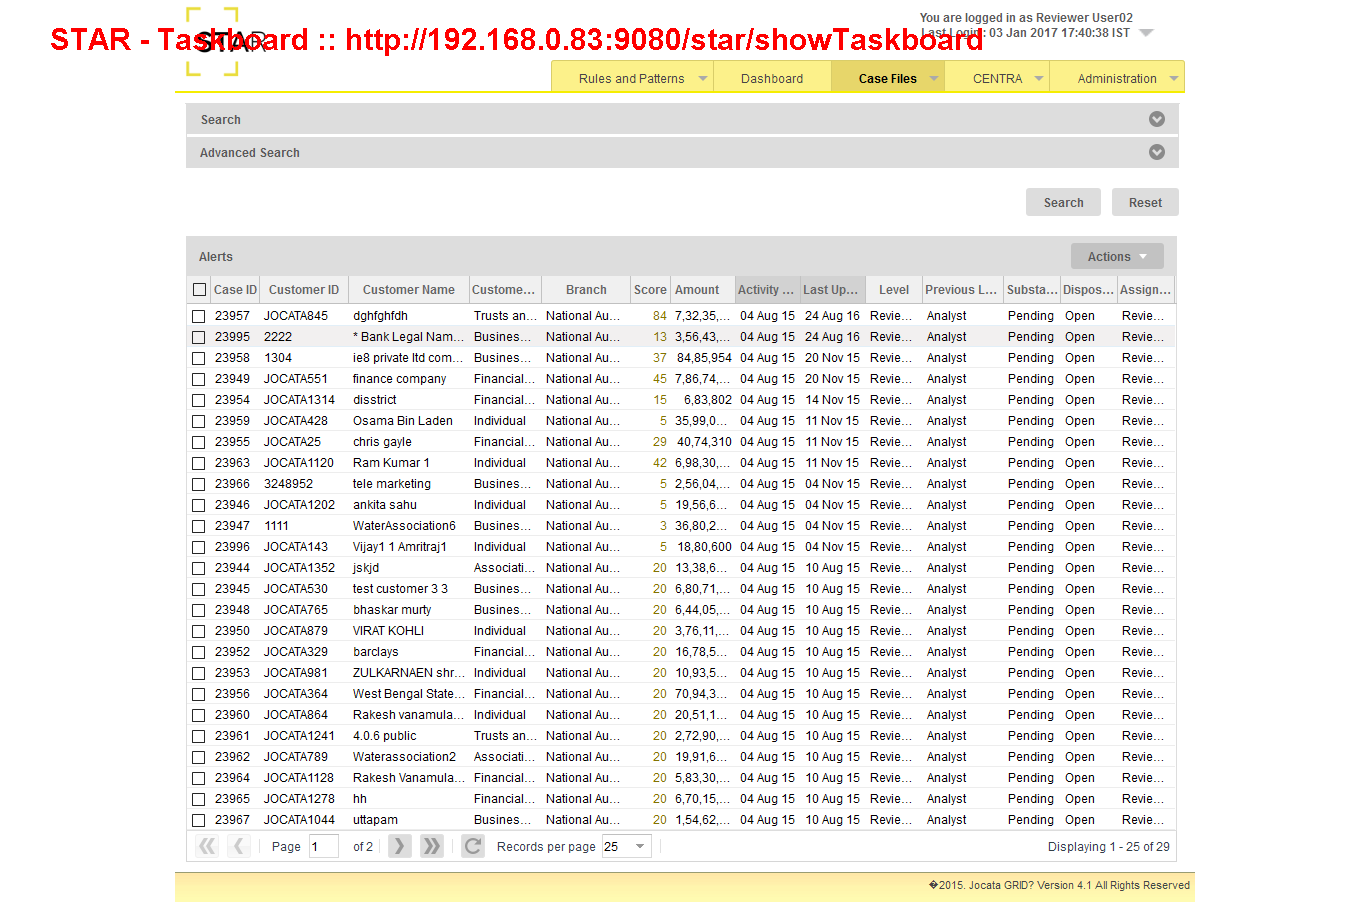 You are logged in as Reviewer User02
STAR - Taskboard :: http://192.168.0.83:9080/star/showTaskboard
STAR
Last Login : 03 Jan 2017 17:40:38 IST
Rules and Patterns Dashboard Case Files CENTRA Administration
Search
Advanced Search
Search Reset
Alerts Actions
Case ID Customer ID Customer Name Custome... Branch Score Amount Activity ... Last Up... Level Previous L... Substa... Dispos... Assign...
23957 JOCATA845 dghfghfdh Trusts an... National Au... 84 7,32,35,... 04 Aug 15 24 Aug 16 Revie... Analyst Pending Open Revie...
23995 2222 * Bank Legal Nam... Busines... National Au... 13 3,56,43,... 04 Aug 15 24 Aug 16 Revie... Analyst Pending Open Revie...
23958 1304 ie8 private ltd com... Busines... National Au... 37 84,85,954 04 Aug 15 20 Nov 15 Revie... Analyst Pending Open Revie...
23949 JOCATA551 finance company Financial... National Au... 45 7,86,74,... 04 Aug 15 20 Nov 15 Revie... Analyst Pending Open Revie...
23954 JOCATA1314 disstrict Financial... National Au... 15 6,83,802 04 Aug 15 14 Nov 15 Revie... Analyst Pending Open Revie...
23959 JOCATA428 Osama Bin Laden Individual National Au... 5 35,99,0... 04 Aug 15 11 Nov 15 Revie... Analyst Pending Open Revie...
23955 JOCATA25 chris gayle Financial... National Au... 29 40,74,310 04 Aug 15 11 Nov 15 Revie... Analyst Pending Open Revie...
23963 JOCATA1120 Ram Kumar 1 Individual National Au... 42 6,98,30,... 04 Aug 15 11 Nov 15 Revie... Analyst Pending Open Revie...
23966 3248952 tele marketing Busines... National Au... 5 2,56,04,... 04 Aug 15 04 Nov 15 Revie... Analyst Pending Open Revie...
23946 JOCATA1202 ankita sahu Individual National Au... 5 19,56,6... 04 Aug 15 04 Nov 15 Revie... Analyst Pending Open Revie...
23947 1111 WaterAssociation6 Busines... National Au... 3 36,80,2... 04 Aug 15 04 Nov 15 Revie... Analyst Pending Open Revie...
23996 JOCATA143 Vijay1 1 Amritraj1 Individual National Au... 5 18,80,600 04 Aug 15 04 Nov 15 Revie... Analyst Pending Open Revie...
23944 JOCATA1352 jskjd Associati... National Au... 20 13,38,6... 04 Aug 15 10 Aug 15 Revie... Analyst Pending Open Revie...
23945 JOCATA530 test customer 3 3 Busines... National Au... 20 6,80,71,... 04 Aug 15 10 Aug 15 Revie... Analyst Pending Open Revie...
23948 JOCATA765 bhaskar murty Busines... National Au... 20 6,44,05,... 04 Aug 15 10 Aug 15 Revie... Analyst Pending Open Revie...
23950 JOCATA879 VIRAT KOHLI Individual National Au... 20 3,76,11,... 04 Aug 15 10 Aug 15 Revie... Analyst Pending Open Revie...
23952 JOCATA329 barclays Financial... National Au... 20 16,78,5... 04 Aug 15 10 Aug 15 Revie... Analyst Pending Open Revie...
23953 JOCATA981 ZULKARNAEN shr... Individual National Au... 20 10,93,5... 04 Aug 15 10 Aug 15 Revie... Analyst Pending Open Revie...
23956 JOCATA364 West Bengal State... Financial... National Au... 20 70,94,3... 04 Aug 15 10 Aug 15 Revie... Analyst Pending Open Revie...
23960 JOCATA864 Rakesh vanamula... Individual National Au... 20 20,51,1... 04 Aug 15 10 Aug 15 Revie... Analyst Pending Open Revie...
23961 JOCATA1241 4.0.6 public Trusts an... National Au... 20 2,72,90,... 04 Aug 15 10 Aug 15 Revie... Analyst Pending Open Revie...
23962 JOCATA789 Waterassociation2 Associati... National Au... 20 19,91,6... 04 Aug 15 10 Aug 15 Revie... Analyst Pending Open Revie...
23964 JOCATA1128 Rakesh Vanamula... Financial... National Au... 20 5,83,30,... 04 Aug 15 10 Aug 15 Revie... Analyst Pending Open Revie...
23965 JOCATA1278 hh Financial... National Au... 20 6,70,15,... 04 Aug 15 10 Aug 15 Revie... Analyst Pending Open Revie...
23967 JOCATA1044 uttapam Busines... National Au... 20 1,54,62,... 04 Aug 15 10 Aug 15 Revie... Analyst Pending Open Revie...
Page 1 of 2 Records per page 25 Displaying 1 - 25 of 29
�2015. Jocata GRID? Version 4.1 All Rights Reserved